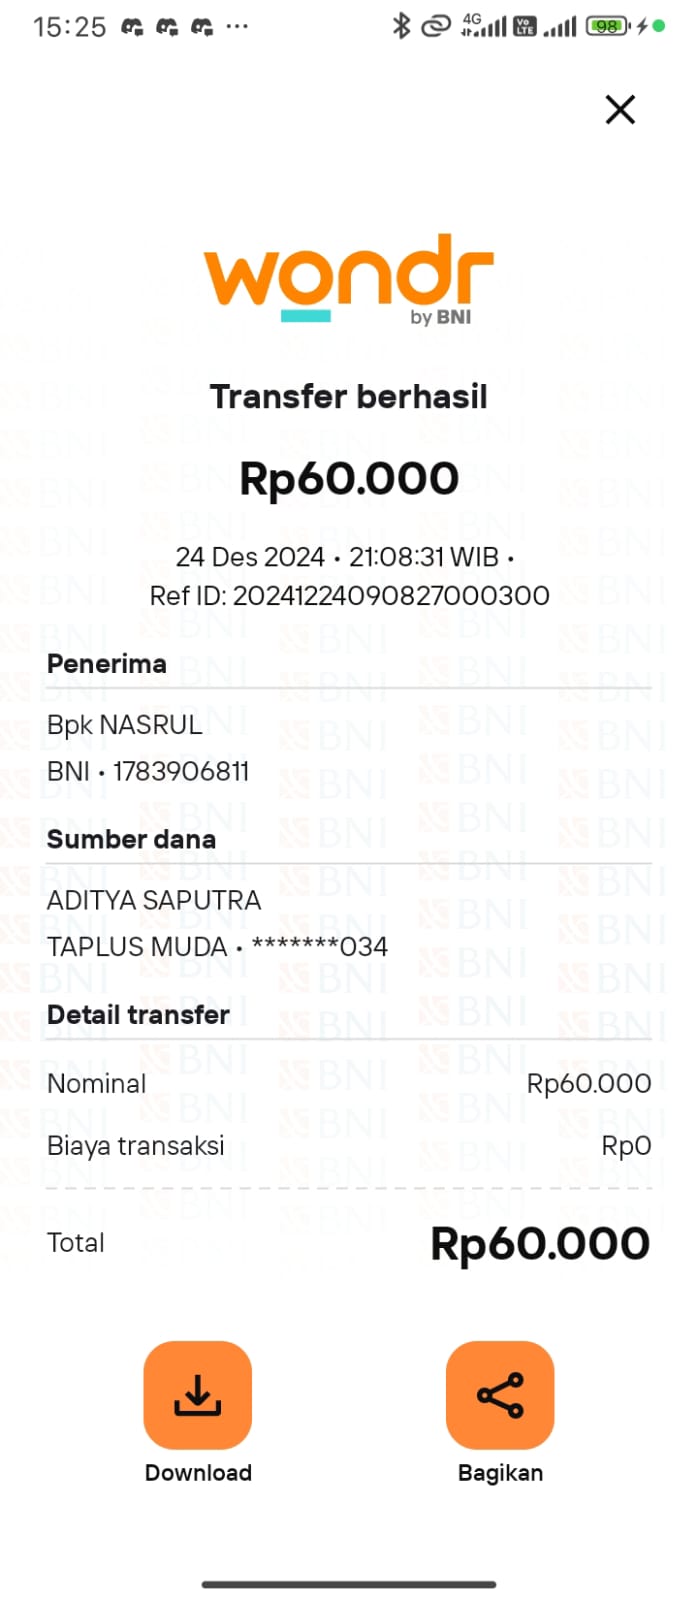 15:25 ... 4G Vo LTE 98
wondr
by BNI
Transfer berhasil
Rp60.000
24 Des 2024 • 21:08:31 WIB •
Ref ID: 20241224090827000300
Penerima
Bpk NASRUL
BNI • 1783906811
Sumber dana
ADITYA SAPUTRA
TAPLUS MUDA • *******034
Detail transfer
Nominal Rp60.000
Biaya transaksi Rp0
Total Rp60.000
Download Bagikan